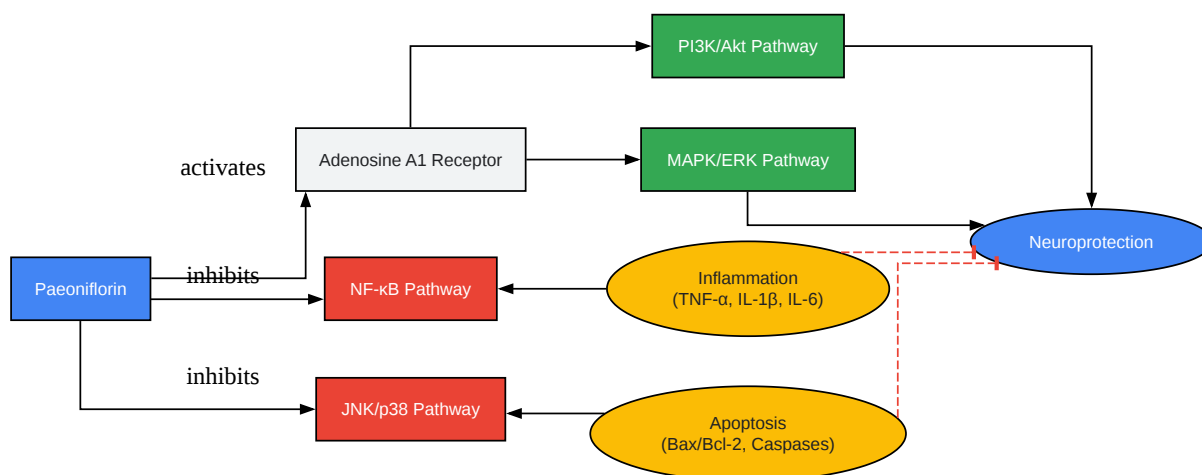 PI3K/Akt Pathway
activates
Adenosine A1 Receptor
MAPK/ERK Pathway
Neuroprotection
Paeoniflorin
inhibits
NF-κB Pathway
Inflammation
(TNF-α, IL-1β, IL-6)
inhibits
JNK/p38 Pathway
Apoptosis
(Bax/Bcl-2, Caspases)